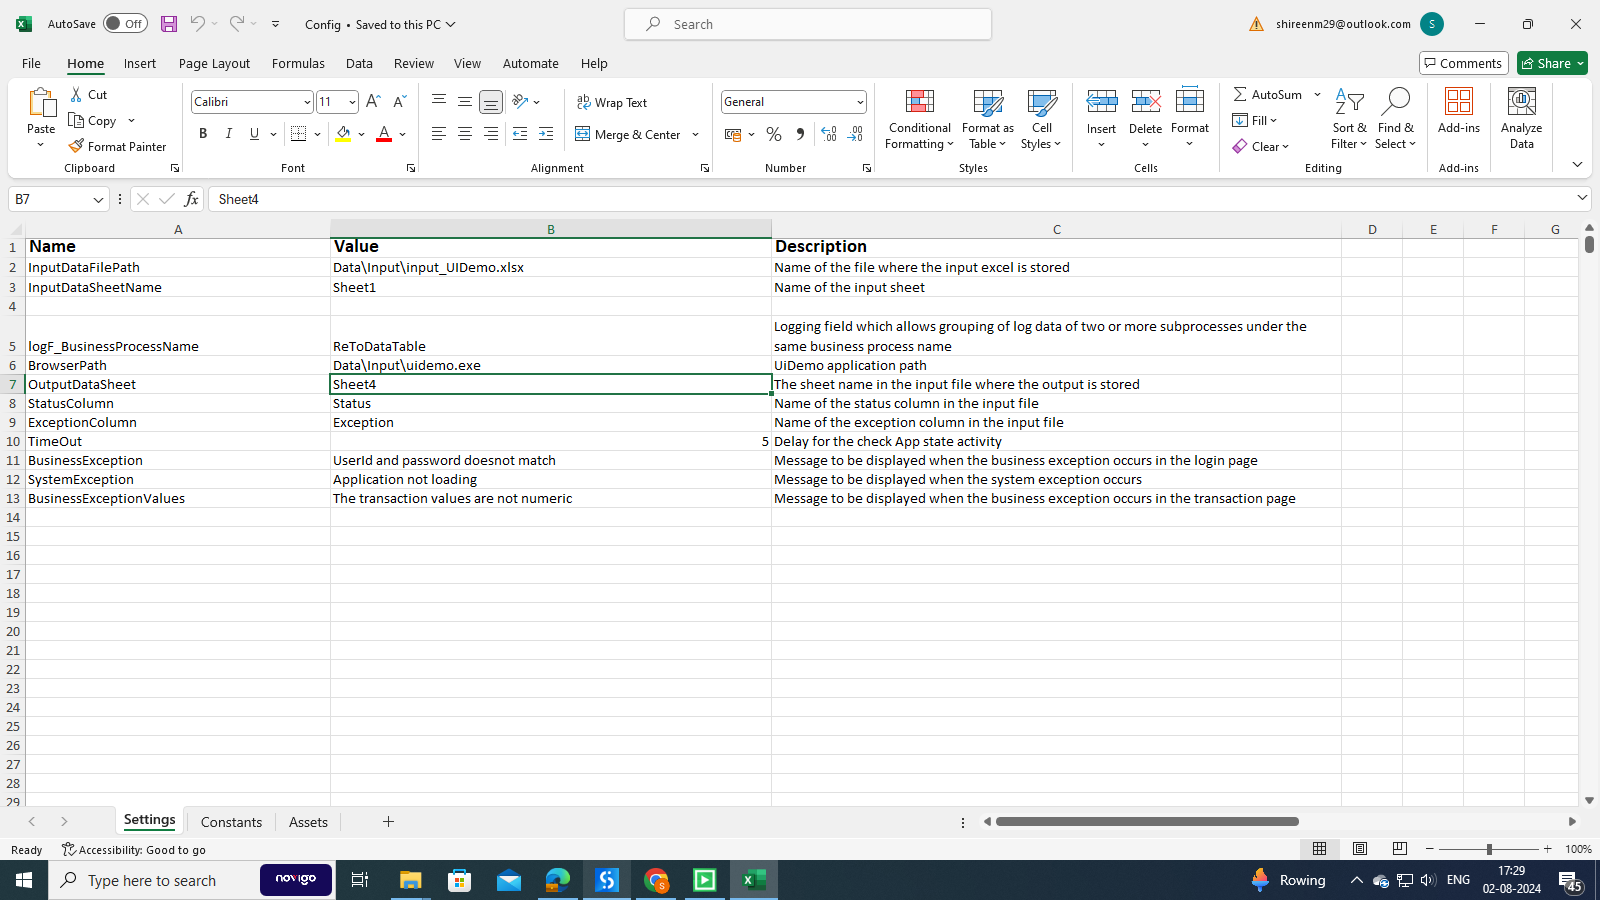 AutoSave Off Config • Saved to this PC Search shireenm29@outlook.com S
File Home Insert Page Layout Formulas Data Review View Automate Help Comments Share
Paste Cut Copy Format Painter Clipboard
Calibri 11 B I U A Font
ab Wrap Text Merge & Center Alignment
General % Number
Conditional Formatting Format as Table Cell Styles Styles
Insert Delete Format Cells
AutoSum Fill Clear Sort & Filter Find & Select Editing
Add-ins Add-ins
Analyze Data
B7 fx Sheet4
A B C D E F G
1 Name Value Description
2 InputDataFilePath Data\Input\input_UIDemo.xlsx Name of the file where the input excel is stored
3 InputDataSheetName Sheet1 Name of the input sheet
4
Logging field which allows grouping of log data of two or more subprocesses under the
5 logF_BusinessProcessName ReToDataTable same business process name
6 BrowserPath Data\Input\uidemo.exe UiDemo application path
7 OutputDataSheet Sheet4 The sheet name in the input file where the output is stored
8 StatusColumn Status Name of the status column in the input file
9 ExceptionColumn Exception Name of the exception column in the input file
10 TimeOut 5 Delay for the check App state activity
11 BusinessException UserId and password doesnot match Message to be displayed when the business exception occurs in the login page
12 SystemException Application not loading Message to be displayed when the system exception occurs
13 BusinessExceptionValues The transaction values are not numeric Message to be displayed when the business exception occurs in the transaction page
14
15
16
17
18
19
20
21
22
23
24
25
26
27
28
29
Settings Constants Assets
Ready Accessibility: Good to go 100%
Type here to search novigo Rowing ENG 17:29 02-08-2024 45